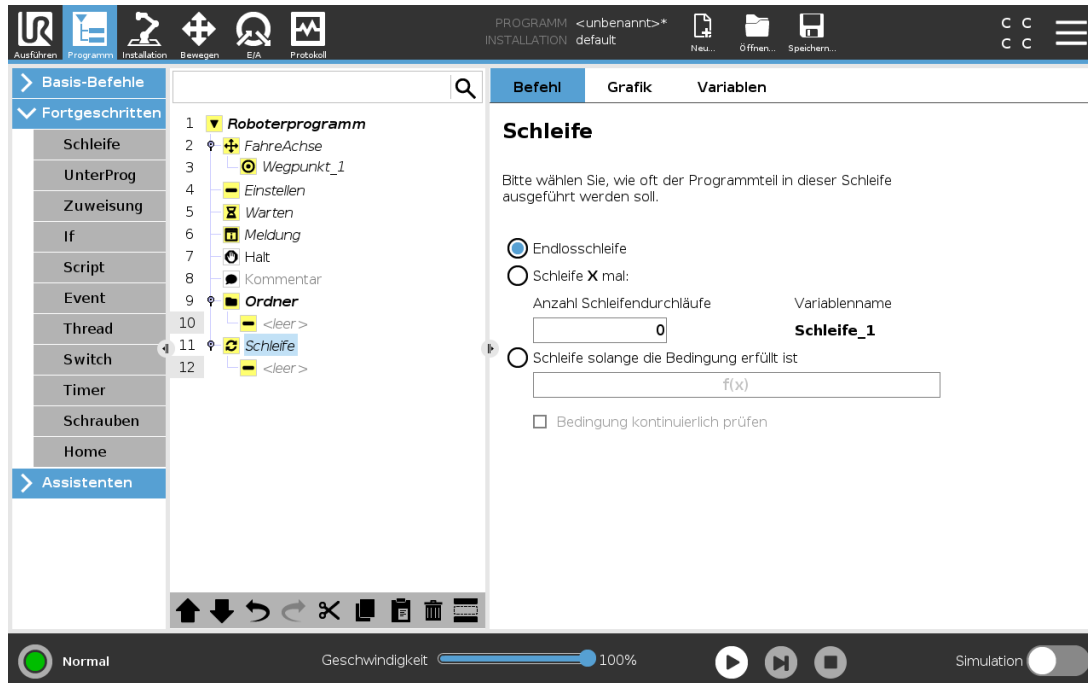 UR
PROGRAMM <unbenannt>*
INSTALLATION default
Ausführen Programm Installation Bewegen E/A Protokoll
Neu... Öffnen... Speichern...
C C
C C
Basis-Befehle
Fortgeschritten
Schleife
UnterProg
Zuweisung
If
Script
Event
Thread
Switch
Timer
Schrauben
Home
Assistenten
1 Roboterprogramm
2 FahreAchse
3 Wegpunkt_1
4 Einstellen
5 Warten
6 Meldung
7 Halt
8 Kommentar
9 Ordner
10 <leer>
11 Schleife
12 <leer>
Befehl Grafik Variablen
Schleife
Bitte wählen Sie, wie oft der Programmteil in dieser Schleife
ausgeführt werden soll.
Endlosschleife
Schleife X mal:
Anzahl Schleifendurchläufe Variablenname
0 Schleife_1
Schleife solange die Bedingung erfüllt ist
f(x)
Bedingung kontinuierlich prüfen
Normal Geschwindigkeit 100% Simulation